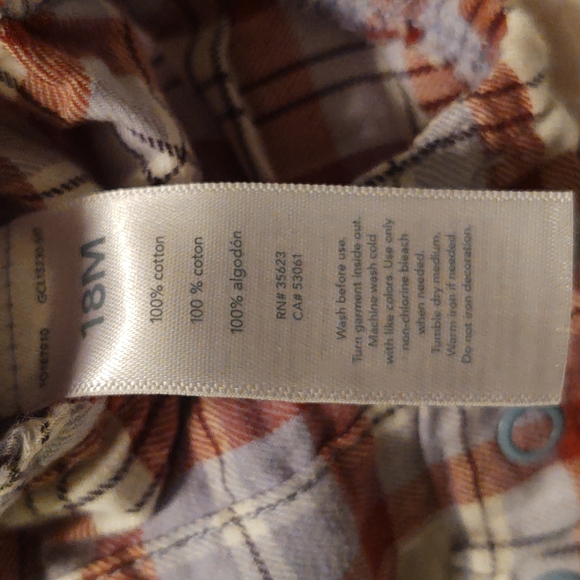 18M
100% cotton
100 % coton
100% algodón
RN# 35623
CA# 53061
Wash before use.
Turn garment inside out.
Machine wash cold
with like colors. Use only
non-chlorine bleach
when needed.
Tumble dry medium.
Warm iron if needed.
Do not iron decoration.